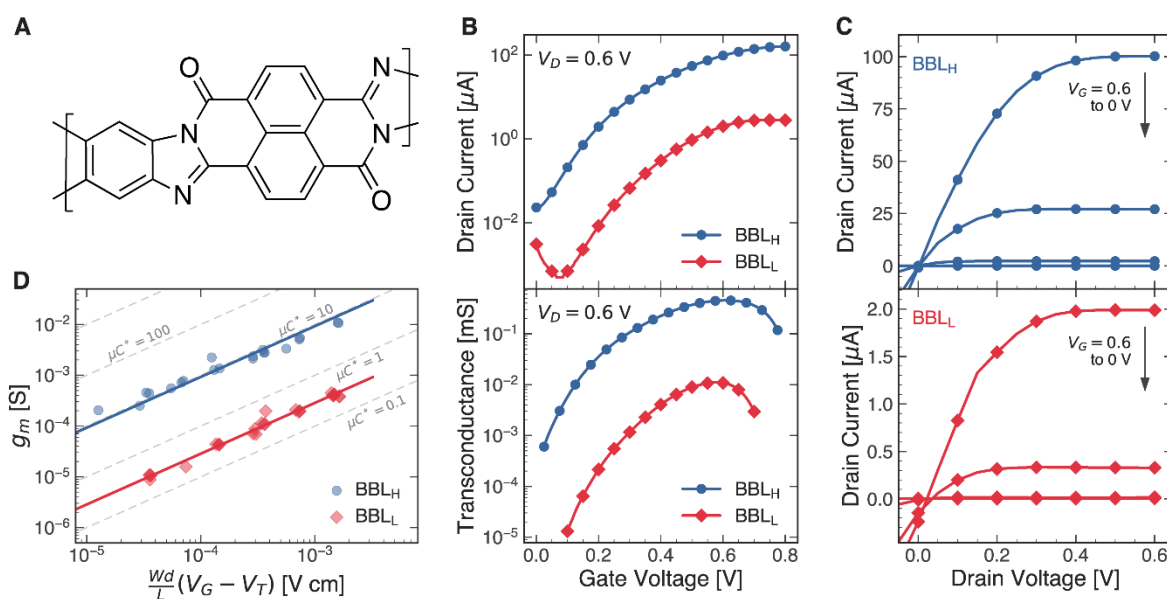 A
O
N
N
N
N
O
B
V_D = 0.6 V
Drain Current [μA]
10²
10⁰
10⁻²
BBL_H
BBL_L
V_D = 0.6 V
Transconductance [mS]
10⁻¹
10⁻²
10⁻³
10⁻⁴
10⁻⁵
BBL_H
BBL_L
0.0 0.2 0.4 0.6 0.8
Gate Voltage [V]
C
BBL_H
V_G = 0.6
to 0 V
Drain Current [μA]
100
75
50
25
0
BBL_L
V_G = 0.6
to 0 V
Drain Current [μA]
2.0
1.5
1.0
0.5
0.0
0.0 0.2 0.4 0.6
Drain Voltage [V]
D
g_m [S]
10⁻²
10⁻³
10⁻⁴
10⁻⁵
10⁻⁶
μC* = 100
μC* = 10
μC* = 1
μC* = 0.1
BBL_H
BBL_L
10⁻⁵ 10⁻⁴ 10⁻³
Wd/L (V_G − V_T) [V cm]